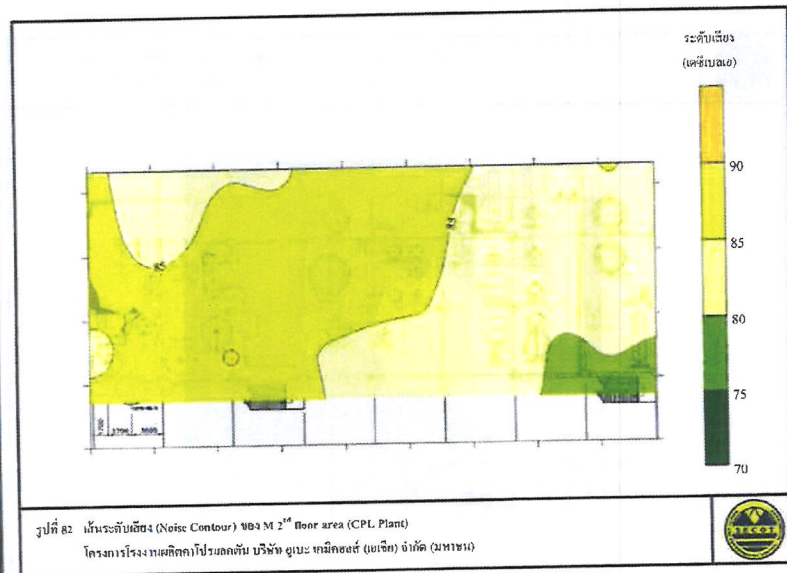 ระดับเสียง
(เดซิเบลเอ)
90
85
80
75
70
85
85
1700
1700
รูปที่ 82 เส้นระดับเสียง (Noise Contour) ของ M 2nd floor area (CPL Plant)
โครงการโรงงานผลิตคาโปรแลคตัม บริษัท อูเบะ เคมิคอลส์ (เอเชีย) จำกัด (มหาชน)
SECOT